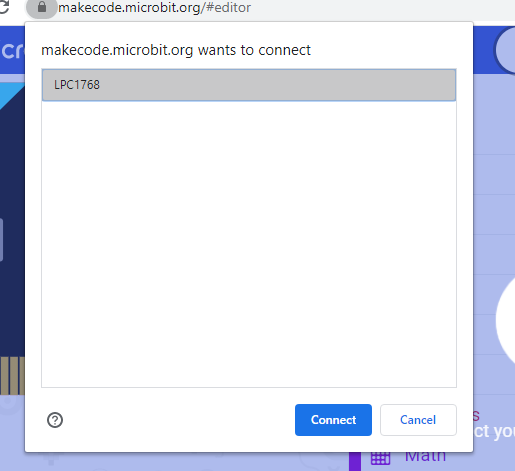 makecode.microbit.org/#editor
makecode.microbit.org wants to connect
LPC1768
Connect
Cancel
Math